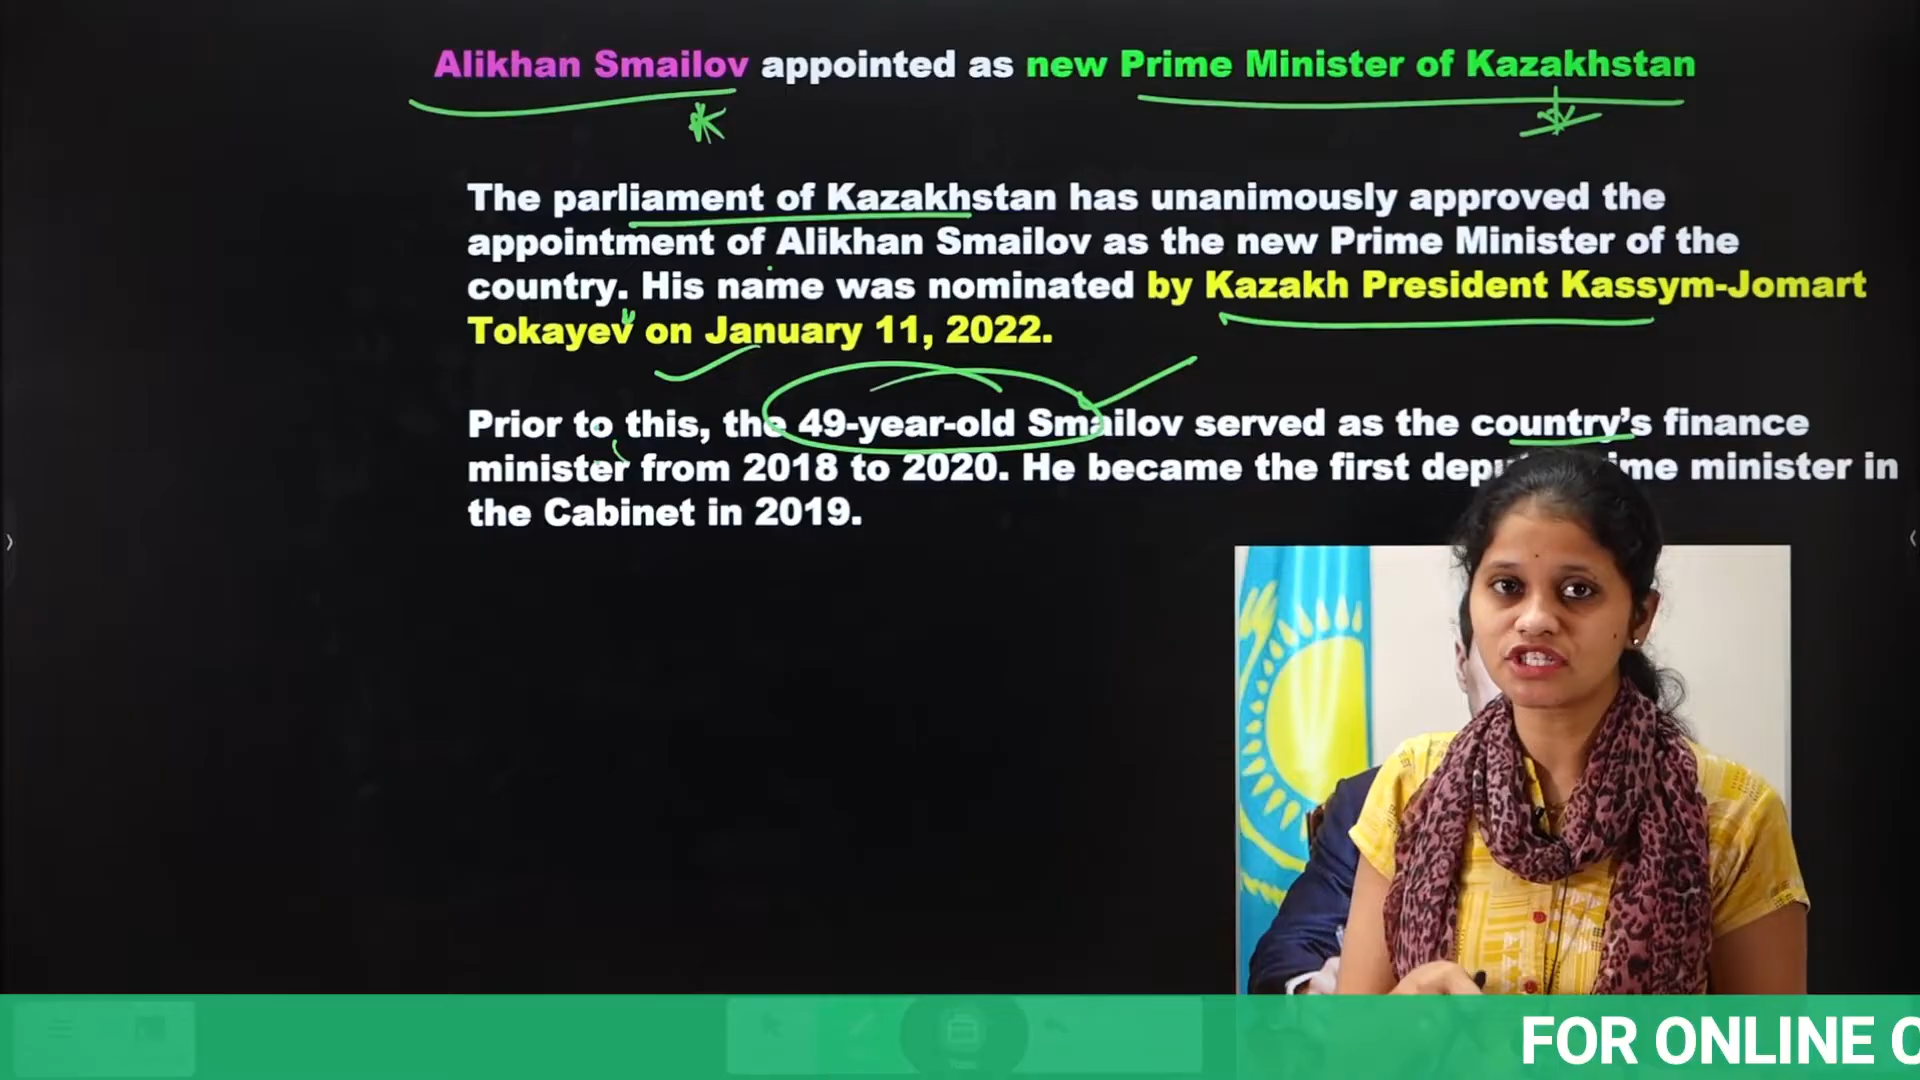 Alikhan Smailov appointed as new Prime Minister of Kazakhstan
The parliament of Kazakhstan has unanimously approved the
appointment of Alikhan Smailov as the new Prime Minister of the
country. His name was nominated by Kazakh President Kassym-Jomart
Tokayev on January 11, 2022.
Prior to this, the 49-year-old Smailov served as the country’s finance
minister from 2018 to 2020. He became the first minister in
the Cabinet in 2019.
FOR ONLINE